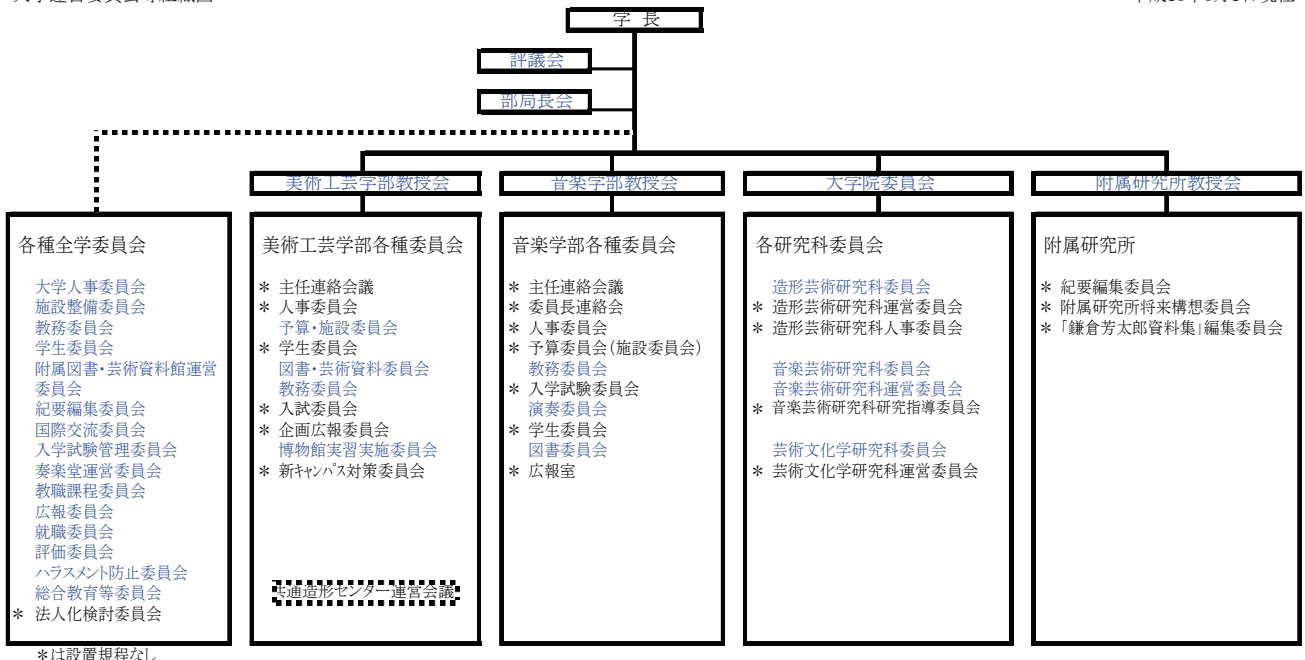 学 長
評議会
部局長会
美術工芸学部教授会
音楽学部教授会
大学院委員会
附属研究所教授会
各種全学委員会
大学人事委員会
施設整備委員会
教務委員会
学生委員会
附属図書・芸術資料館運営
委員会
紀要編集委員会
国際交流委員会
入学試験管理委員会
奏楽堂運営委員会
教職課程委員会
広報委員会
就職委員会
評価委員会
ハラスメント防止委員会
総合教育等委員会
＊ 法人化検討委員会
美術工芸学部各種委員会
＊ 主任連絡会議
＊ 人事委員会
予算・施設委員会
＊ 学生委員会
図書・芸術資料委員会
教務委員会
＊ 入試委員会
＊ 企画広報委員会
博物館実習実施委員会
＊ 新キャンパス対策委員会
共通造形センター運営会議
音楽学部各種委員会
＊ 主任連絡会議
＊ 委員長連絡会
＊ 人事委員会
＊ 予算委員会（施設委員会）
教務委員会
＊ 入学試験委員会
演奏委員会
＊ 学生委員会
図書委員会
＊ 広報室
各研究科委員会
造形芸術研究科委員会
＊ 造形芸術研究科運営委員会
＊ 造形芸術研究科人事委員会
音楽芸術研究科委員会
音楽芸術研究科運営委員会
＊ 音楽芸術研究科研究指導委員会
芸術文化学研究科委員会
＊ 芸術文化学研究科運営委員会
附属研究所
＊ 紀要編集委員会
＊ 附属研究所将来構想委員会
＊ 「鎌倉芳太郎資料集」編集委員会
＊は設置規程なし